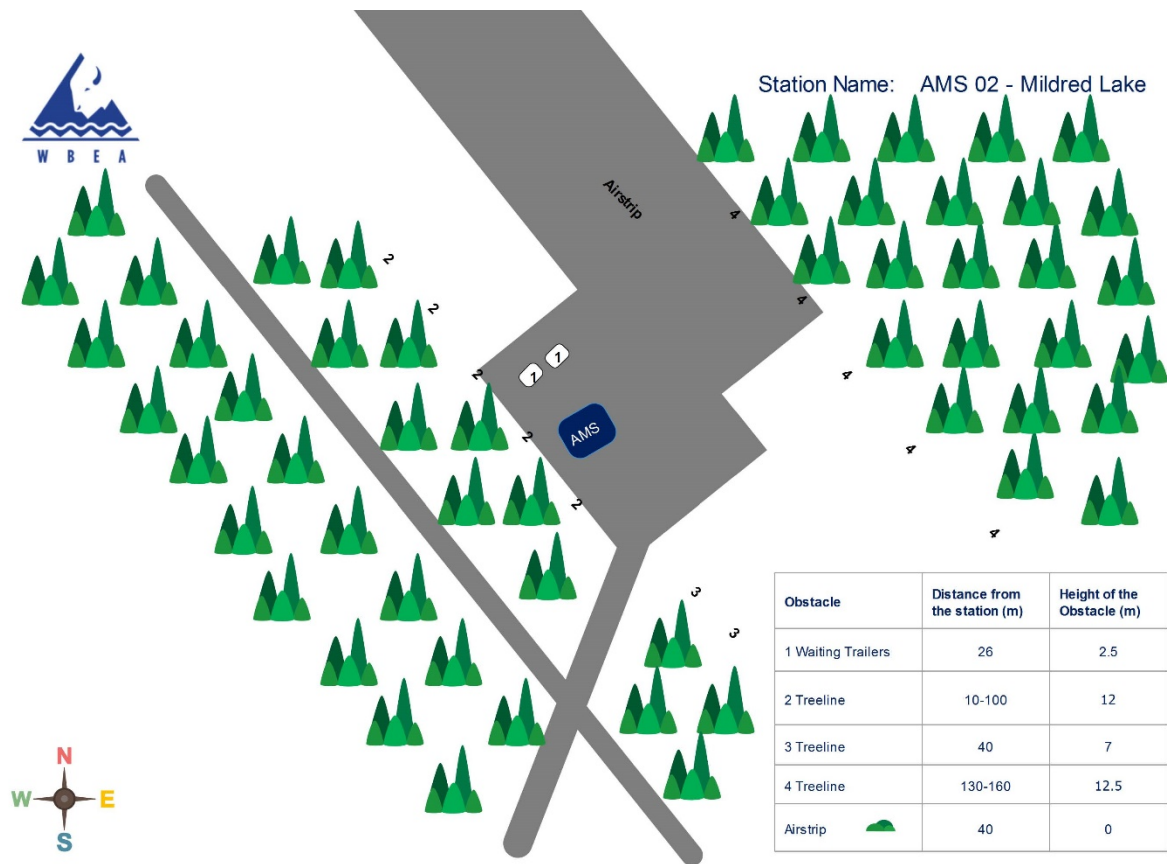 Station Name: AMS 02 - Mildred Lake
W B E A
Airstrip
4
2
2
4
1
1
2
4
2
AMS
4
2
4
3
3
Obstacle Distance from the station (m) Height of the Obstacle (m)
1 Waiting Trailers 26 2.5
2 Treeline 10-100 12
3 Treeline 40 7
4 Treeline 130-160 12.5
Airstrip 40 0
N
W E
S